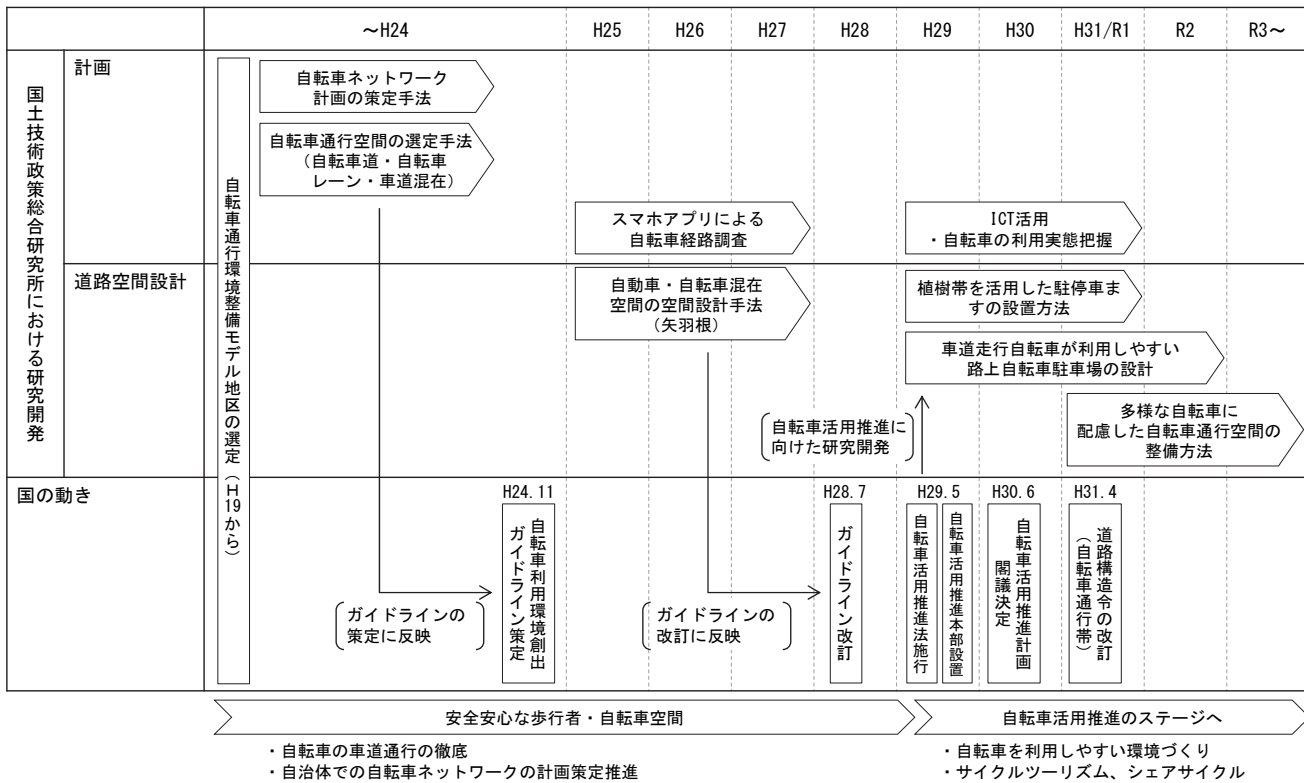 ～H24 H25 H26 H27 H28 H29 H30 H31/R1 R2 R3～
国土技術政策総合研究所における研究開発
計画
自転車通行環境整備モデル地区の選定（H19から）
自転車ネットワーク
計画の策定手法
自転車通行空間の選定手法
（自転車道・自転車
レーン・車道混在）
スマホアプリによる
自転車経路調査
ICT活用
・自転車の利用実態把握
道路空間設計
自動車・自転車混在
空間の空間設計手法
（矢羽根）
植樹帯を活用した駐停車ま
すの設置方法
車道走行自転車が利用しやすい
路上自転車駐車場の設計
自転車活用推進に
向けた研究開発
多様な自転車に
配慮した自転車通行空間の
整備方法
国の動き
ガイドラインの
策定に反映
H24.11
自転車利用環境創出
ガイドライン策定
ガイドラインの
改訂に反映
H28.7
ガイドライン改訂
H29.5
自転車活用推進法施行
自転車活用推進本部設置
H30.6
自転車活用推進計画
閣議決定
H31.4
道路構造令の改訂
（自転車通行帯）
安全安心な歩行者・自転車空間
・自転車の車道通行の徹底
・自治体での自転車ネットワークの計画策定推進
自転車活用推進のステージへ
・自転車を利用しやすい環境づくり
・サイクルツーリズム、シェアサイクル